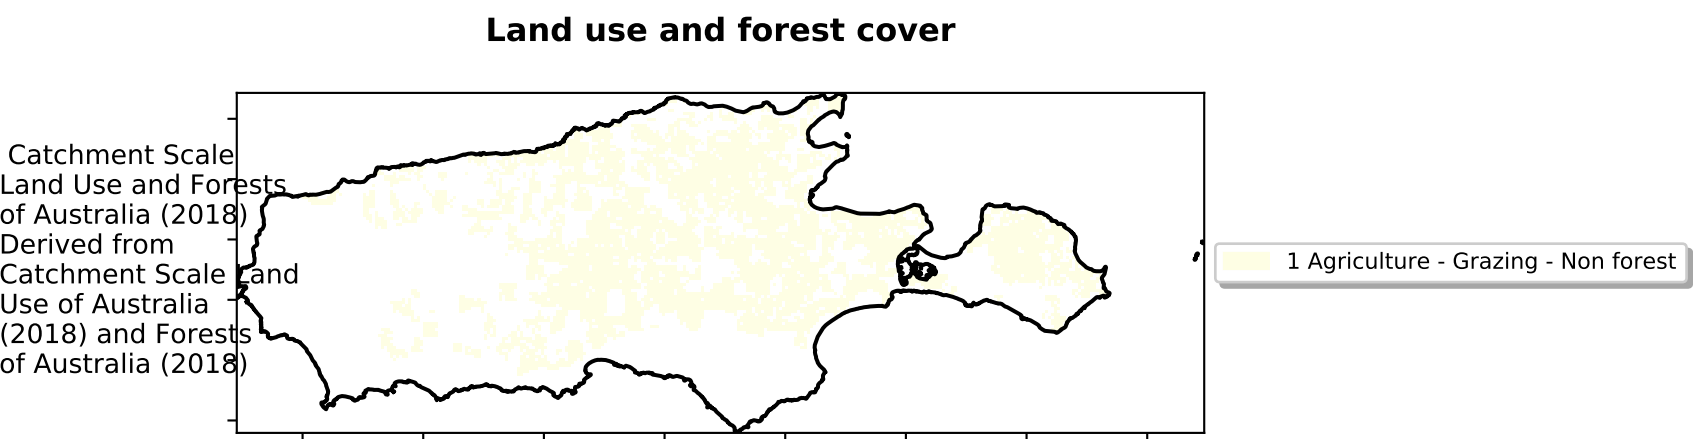 Land use and forest cover
Catchment Scale
Land Use and Forests
of Australia (2018)
Derived from
Catchment Scale Land
Use of Australia
(2018) and Forests
of Australia (2018)
1 Agriculture - Grazing - Non forest